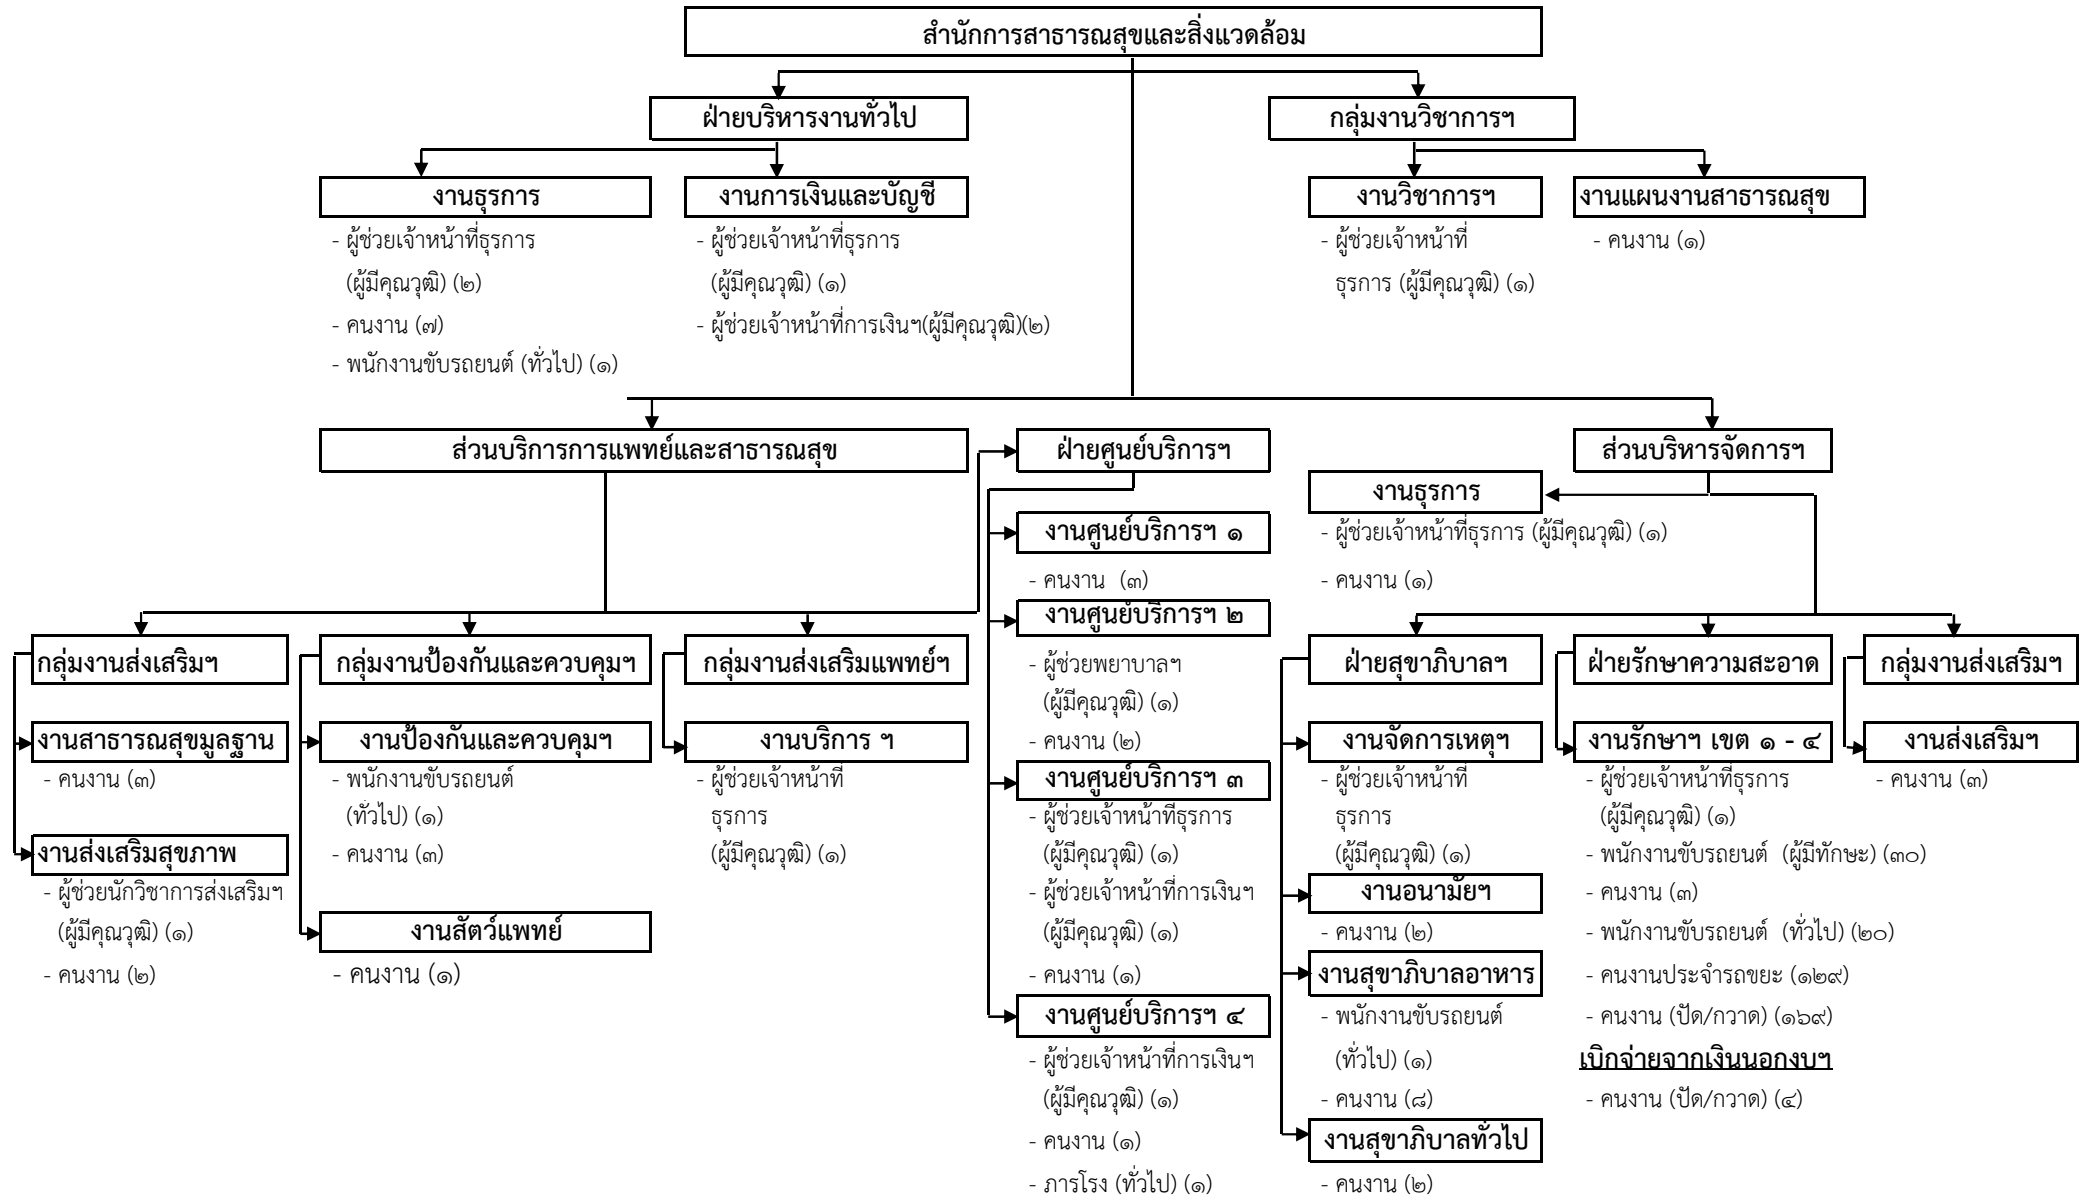 สำนักการสาธารณสุขและสิ่งแวดล้อม
ฝ่ายบริหารงานทั่วไป
กลุ่มงานวิชาการฯ
งานธุรการ
- ผู้ช่วยเจ้าหน้าที่ธุรการ
(ผู้มีคุณวุฒิ) (๒)
- คนงาน (๗)
- พนักงานขับรถยนต์ (ทั่วไป) (๑)
งานการเงินและบัญชี
- ผู้ช่วยเจ้าหน้าที่ธุรการ
(ผู้มีคุณวุฒิ) (๑)
- ผู้ช่วยเจ้าหน้าที่การเงินฯ(ผู้มีคุณวุฒิ)(๒)
งานวิชาการฯ
- ผู้ช่วยเจ้าหน้าที่
ธุรการ (ผู้มีคุณวุฒิ) (๑)
งานแผนงานสาธารณสุข
- คนงาน (๑)
ส่วนบริการการแพทย์และสาธารณสุข
กลุ่มงานส่งเสริมฯ
งานสาธารณสุขมูลฐาน
- คนงาน (๓)
งานส่งเสริมสุขภาพ
- ผู้ช่วยนักวิชาการส่งเสริมฯ
(ผู้มีคุณวุฒิ) (๑)
- คนงาน (๒)
กลุ่มงานป้องกันและควบคุมฯ
งานป้องกันและควบคุมฯ
- พนักงานขับรถยนต์
(ทั่วไป) (๑)
- คนงาน (๓)
งานสัตว์แพทย์
- คนงาน (๑)
กลุ่มงานส่งเสริมแพทย์ฯ
งานบริการ ฯ
- ผู้ช่วยเจ้าหน้าที่
ธุรการ
(ผู้มีคุณวุฒิ) (๑)
ฝ่ายศูนย์บริการฯ
งานศูนย์บริการฯ ๑
- คนงาน (๓)
งานศูนย์บริการฯ ๒
- ผู้ช่วยพยาบาลฯ
(ผู้มีคุณวุฒิ) (๑)
- คนงาน (๒)
งานศูนย์บริการฯ ๓
- ผู้ช่วยเจ้าหน้าทีธุรการ
(ผู้มีคุณวุฒิ) (๑)
- ผู้ช่วยเจ้าหน้าที่การเงินฯ
(ผู้มีคุณวุฒิ) (๑)
- คนงาน (๑)
งานศูนย์บริการฯ ๔
- ผู้ช่วยเจ้าหน้าที่การเงินฯ
(ผู้มีคุณวุฒิ) (๑)
- คนงาน (๑)
- ภารโรง (ทั่วไป) (๑)
ส่วนบริหารจัดการฯ
งานธุรการ
- ผู้ช่วยเจ้าหน้าที่ธุรการ (ผู้มีคุณวุฒิ) (๑)
- คนงาน (๑)
ฝ่ายสุขาภิบาลฯ
งานจัดการเหตุฯ
- ผู้ช่วยเจ้าหน้าที่
ธุรการ
(ผู้มีคุณวุฒิ) (๑)
งานอนามัยฯ
- คนงาน (๒)
งานสุขาภิบาลอาหาร
- พนักงานขับรถยนต์
(ทั่วไป) (๑)
- คนงาน (๘)
งานสุขาภิบาลทั่วไป
- คนงาน (๒)
ฝ่ายรักษาความสะอาด
งานรักษาฯ เขต ๑ - ๔
- ผู้ช่วยเจ้าหน้าที่ธุรการ
(ผู้มีคุณวุฒิ) (๑)
- พนักงานขับรถยนต์ (ผู้มีทักษะ) (๓๐)
- คนงาน (๓)
- พนักงานขับรถยนต์ (ทั่วไป) (๒๐)
- คนงานประจำรถขยะ (๑๒๙)
- คนงาน (ปัด/กวาด) (๑๖๙)
เบิกจ่ายจากเงินนอกงบฯ
- คนงาน (ปัด/กวาด) (๔)
กลุ่มงานส่งเสริมฯ
งานส่งเสริมฯ
- คนงาน (๓)